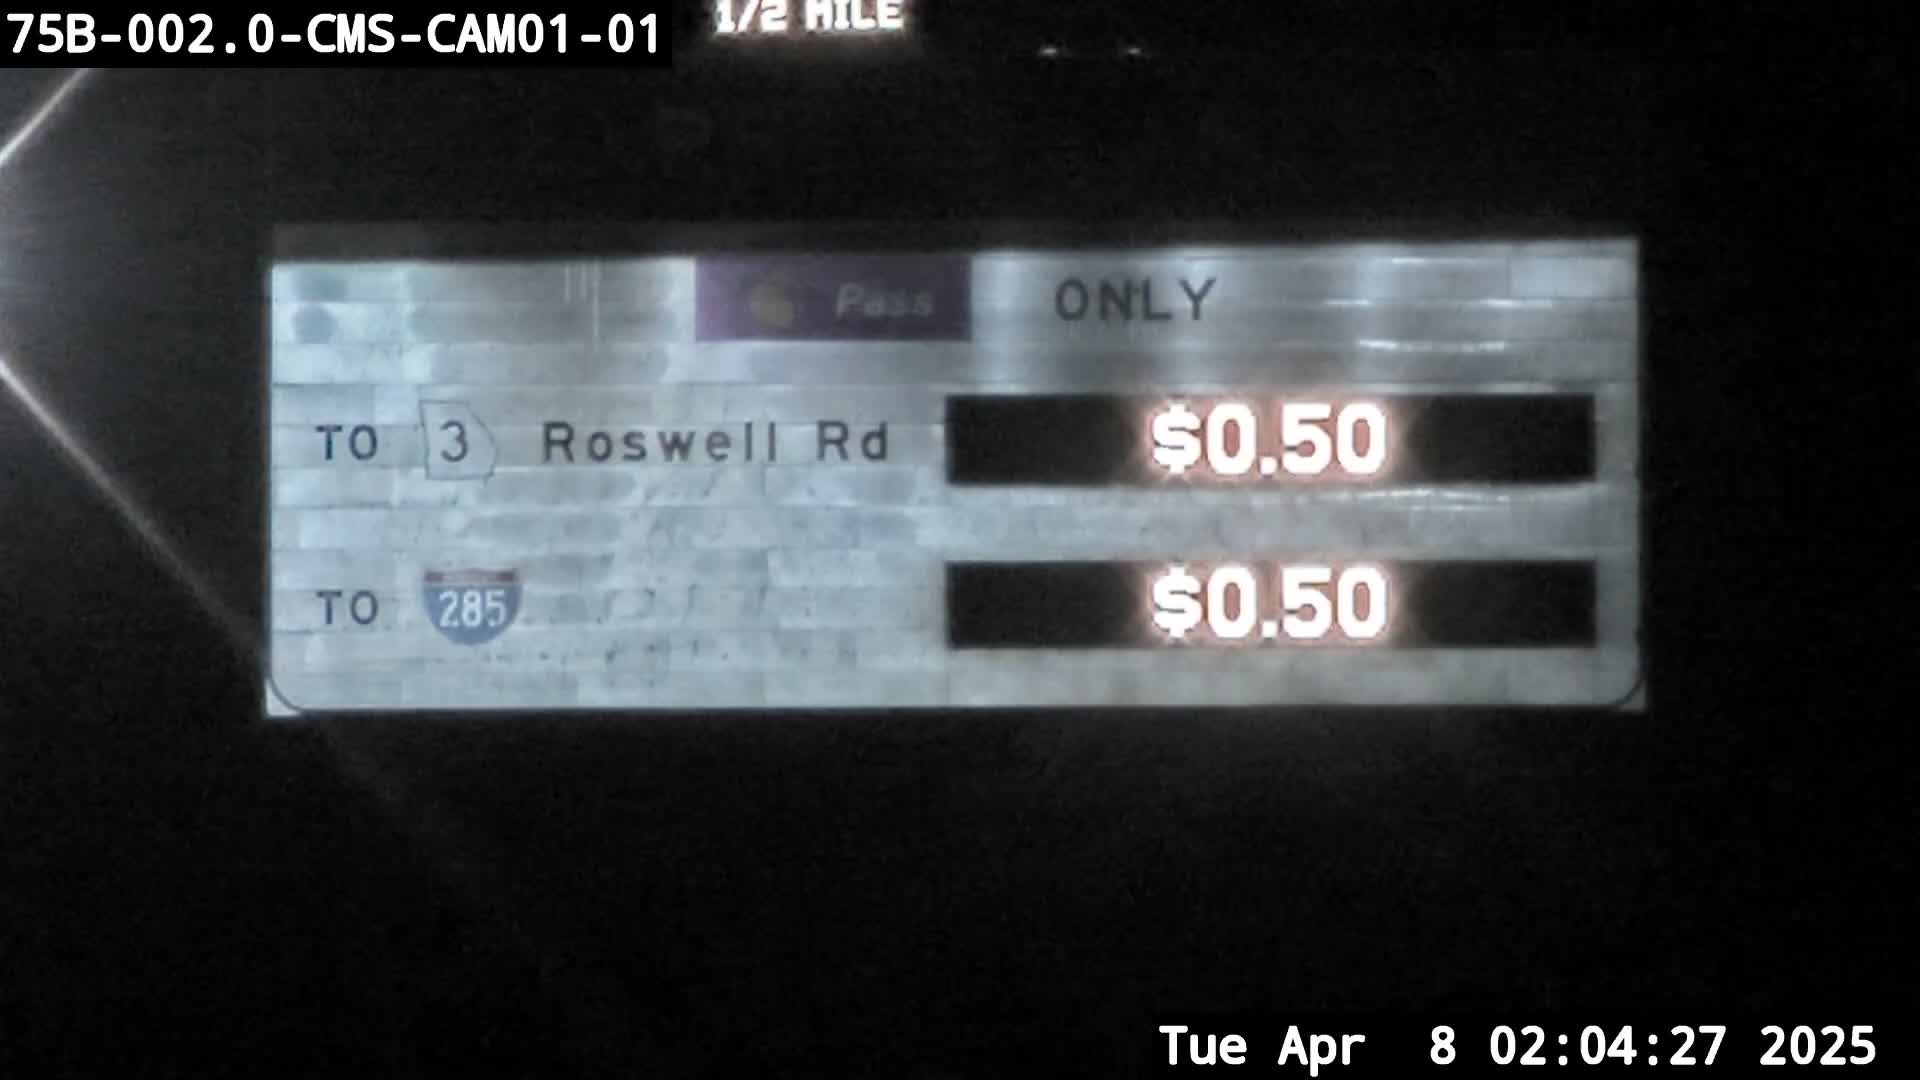 75B-002.0-CMS-CAM01-01
1/2 MILE
Pass ONLY
TO 3 Roswell Rd $0.50
TO 285 $0.50
Tue Apr 8 02:04:27 2025